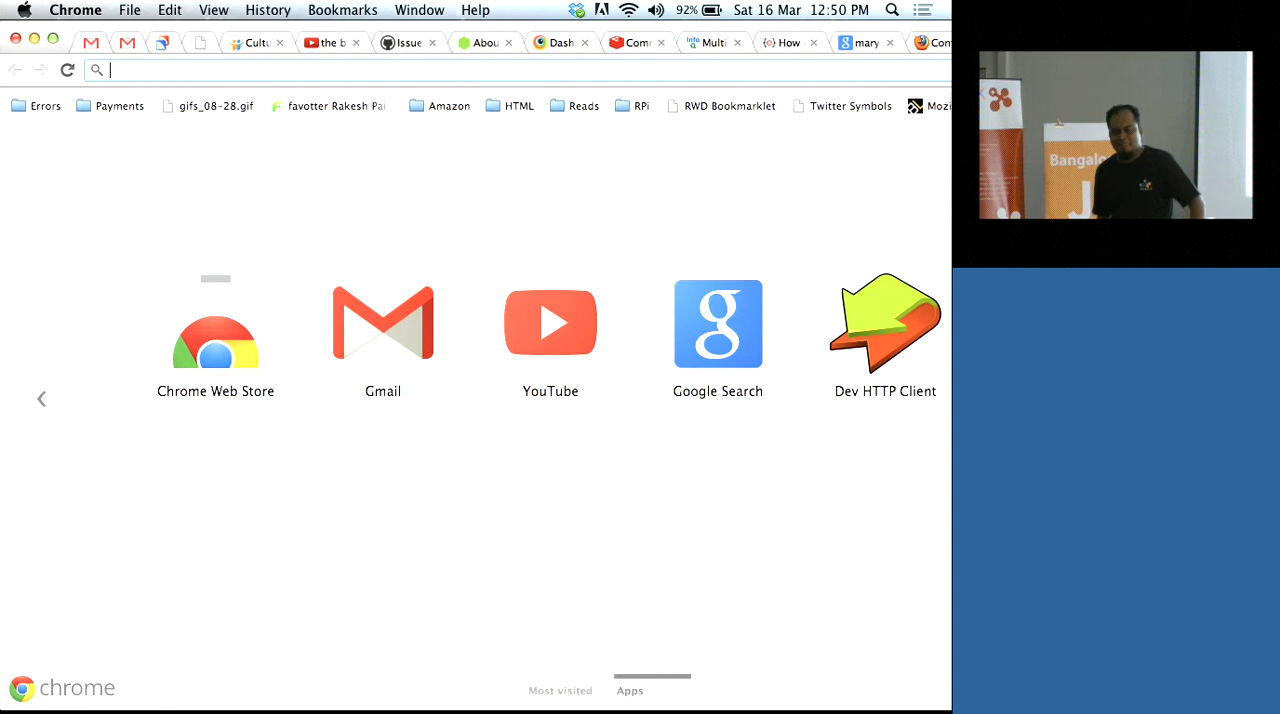 Chrome File Edit View History Bookmarks Window Help 92% Sat 16 Mar 12:50 PM
Cultu the b Issue Abou Dash Comm Info Multi How mary Con
Errors Payments gifs_08-28.gif favotter Rakesh Pai Amazon HTML Reads RPi RWD Bookmarklet Twitter Symbols Mozi
Bangalo
J
Chrome Web Store Gmail YouTube Google Search Dev HTTP Client
chrome
Most visited Apps